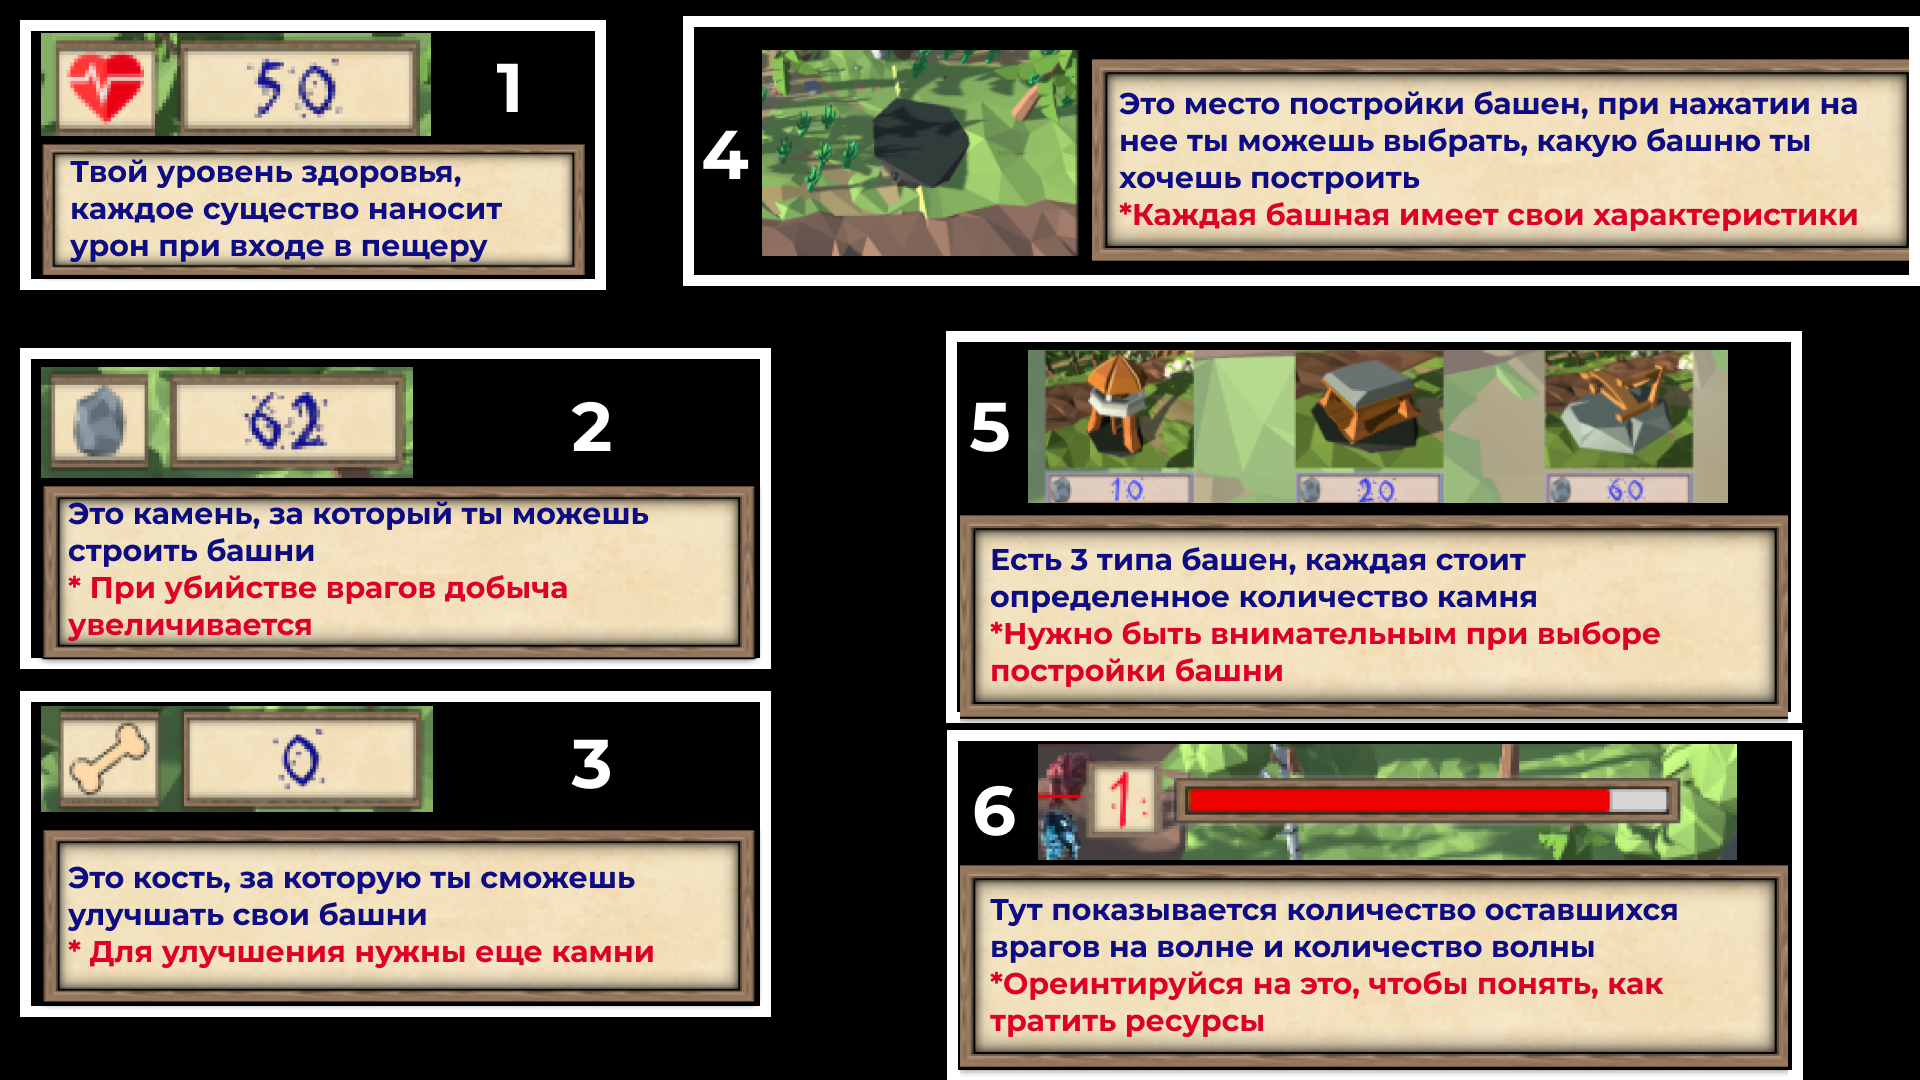 50
1
Твой уровень здоровья,
каждое существо наносит
урон при входе в пещеру
62
2
Это камень, за который ты можешь
строить башни
* При убийстве врагов добыча
увеличивается
0
3
Это кость, за которую ты сможешь
улучшать свои башни
* Для улучшения нужны еще камни
4
Это место постройки башен, при нажатии на
нее ты можешь выбрать, какую башню ты
хочешь построить
*Каждая башная имеет свои характеристики
5
10 20 60
Есть 3 типа башен, каждая стоит
определенное количество камня
*Нужно быть внимательным при выборе
постройки башни
6
1
Тут показывается количество оставшихся
врагов на волне и количество волны
*Ореинтируйся на это, чтобы понять, как
тратить ресурсы